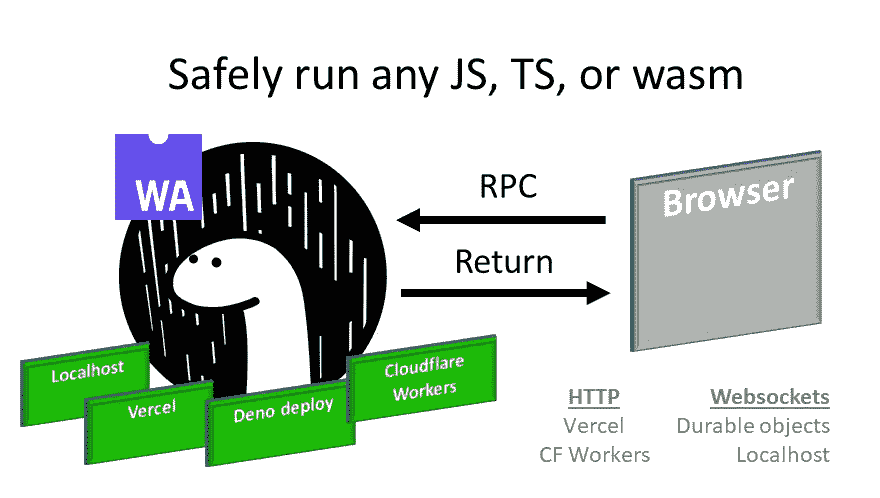 Safely run any JS, TS, or wasm
WA
RPC
Browser
Return
Localhost
Vercel
Deno deploy
Cloudflare
Workers
HTTP
Vercel
CF Workers
Websockets
Durable objects
Localhost